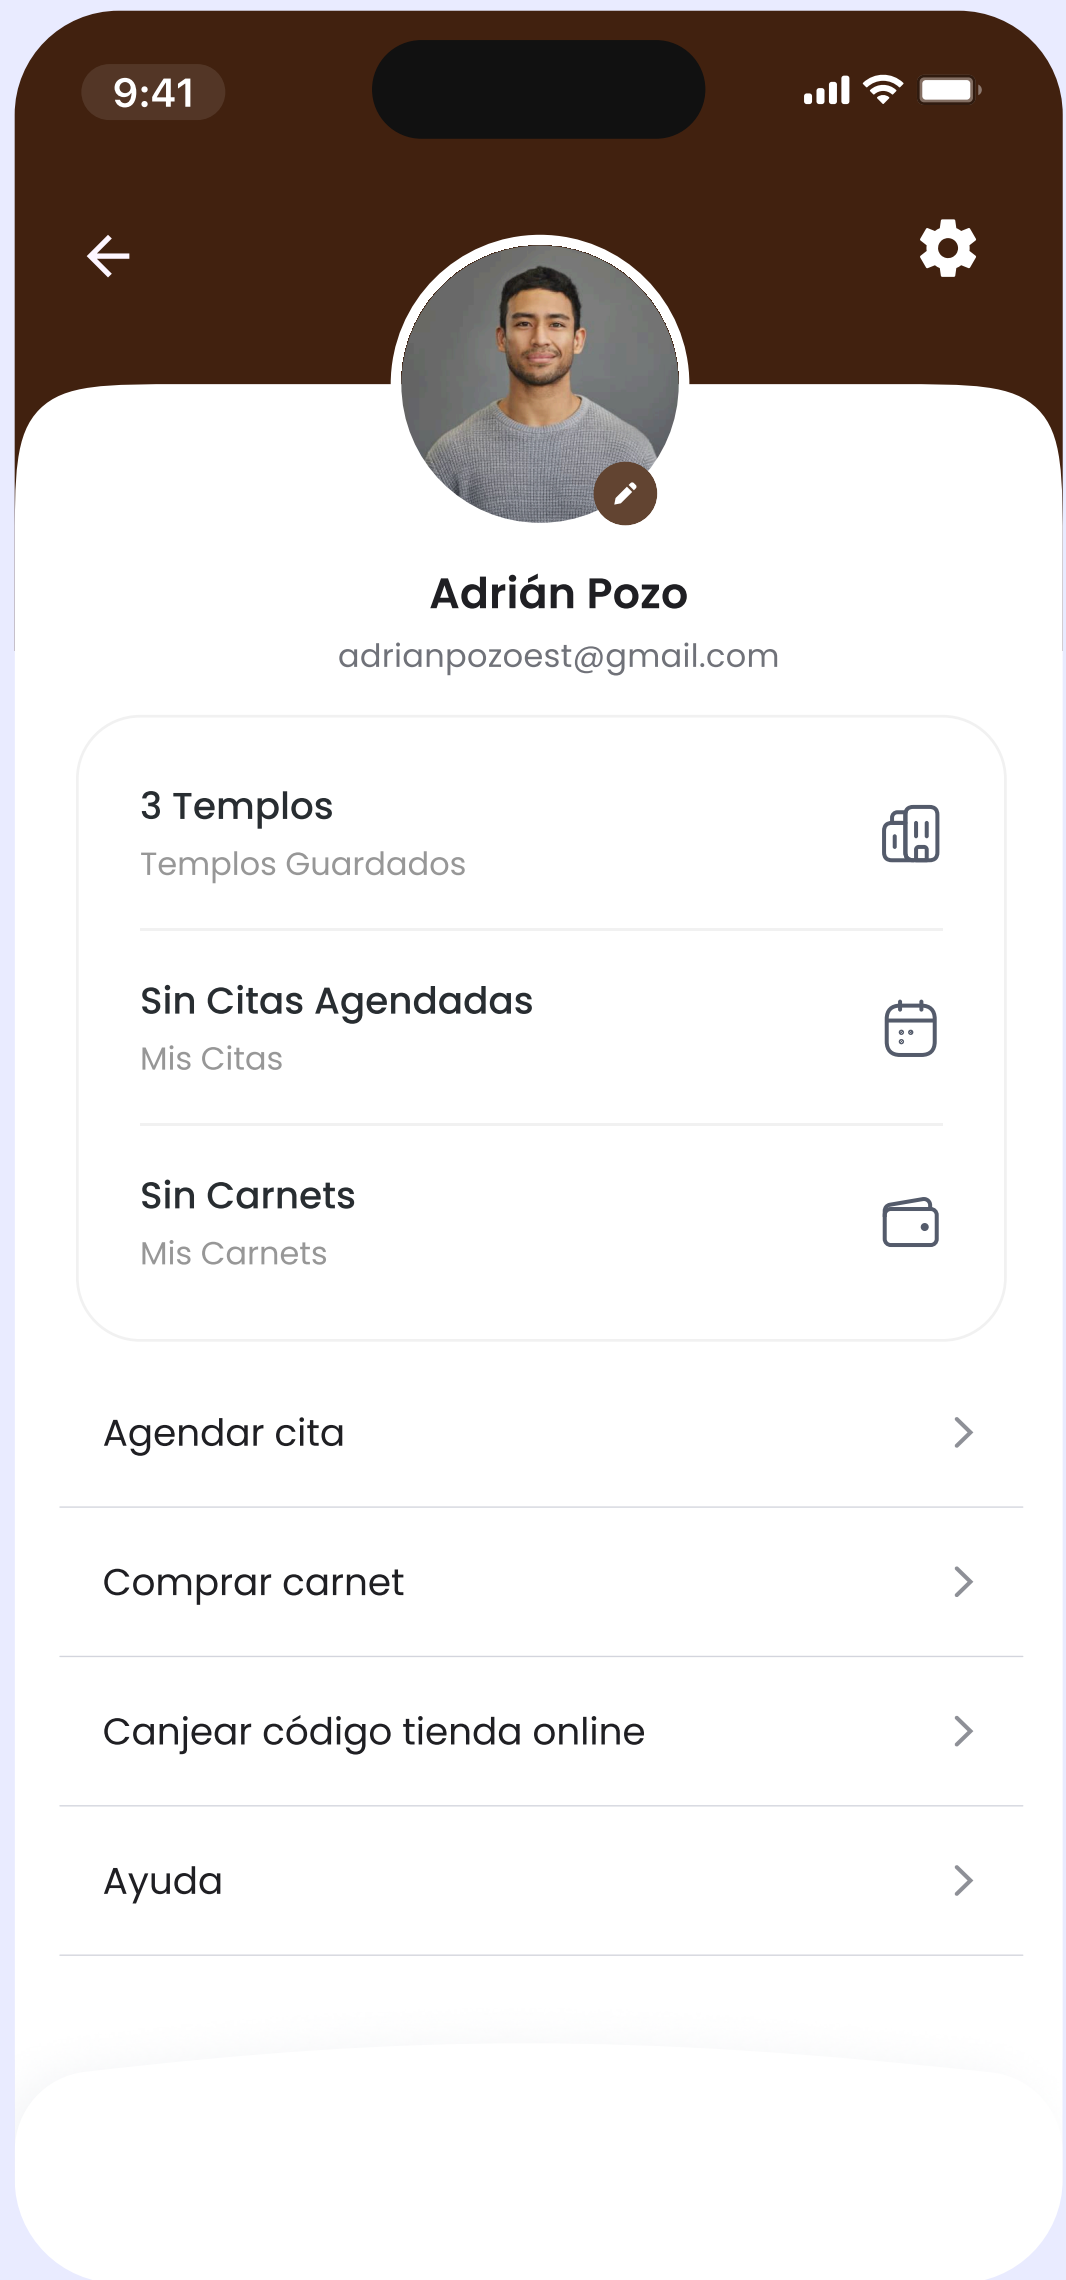 9:41
Adrián Pozo
adrianpozoest@gmail.com
3 Templos
Templos Guardados
Sin Citas Agendadas
Mis Citas
Sin Carnets
Mis Carnets
Agendar cita
Comprar carnet
Canjear código tienda online
Ayuda